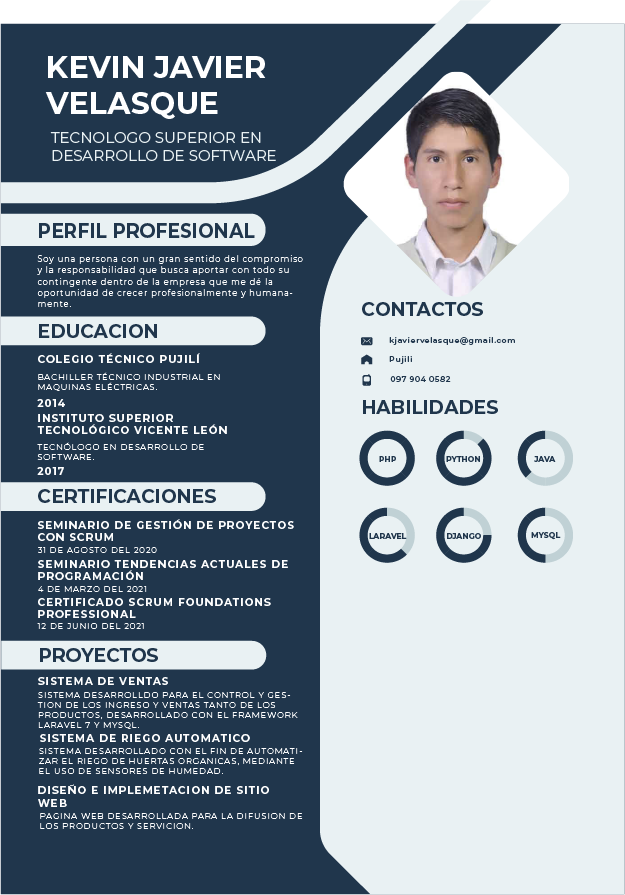 KEVIN JAVIER
VELASQUE
TECNOLOGO SUPERIOR EN
DESARROLLO DE SOFTWARE
PERFIL PROFESIONAL
Soy una persona con un gran sentido del compromiso
y la responsabilidad que busca aportar con todo su
contingente dentro de la empresa que me dé la
oportunidad de crecer profesionalmente y humana-
mente.
EDUCACION
COLEGIO TÉCNICO PUJILÍ
BACHILLER TÉCNICO INDUSTRIAL EN
MAQUINAS ELÉCTRICAS.
2014
INSTITUTO SUPERIOR
TECNOLÓGICO VICENTE LEÓN
TECNÓLOGO EN DESARROLLO DE
SOFTWARE.
2017
CERTIFICACIONES
SEMINARIO DE GESTIÓN DE PROYECTOS
CON SCRUM
31 DE AGOSTO DEL 2020
SEMINARIO TENDENCIAS ACTUALES DE
PROGRAMACIÓN
4 DE MARZO DEL 2021
CERTIFICADO SCRUM FOUNDATIONS
PROFESSIONAL
12 DE JUNIO DEL 2021
PROYECTOS
SISTEMA DE VENTAS
SISTEMA DESARROLLDO PARA EL CONTROL Y GES-
TION DE LOS INGRESO Y VENTAS TANTO DE LOS
PRODUCTOS, DESARROLLADO CON EL FRAMEWORK
LARAVEL 7 Y MYSQL.
SISTEMA DE RIEGO AUTOMATICO
SISTEMA DESARROLLADO CON EL FIN DE AUTOMATI-
ZAR EL RIEGO DE HUERTAS ORGANICAS, MEDIANTE
EL USO DE SENSORES DE HUMEDAD.
DISEÑO E IMPLEMETACION DE SITIO
WEB
PAGINA WEB DESARROLLADA PARA LA DIFUSION DE
LOS PRODUCTOS Y SERVICION.
CONTACTOS
kjaviervelasque@gmail.com
Pujili
097 904 0582
HABILIDADES
PHP
PYTHON
JAVA
LARAVEL
DJANGO
MYSQL